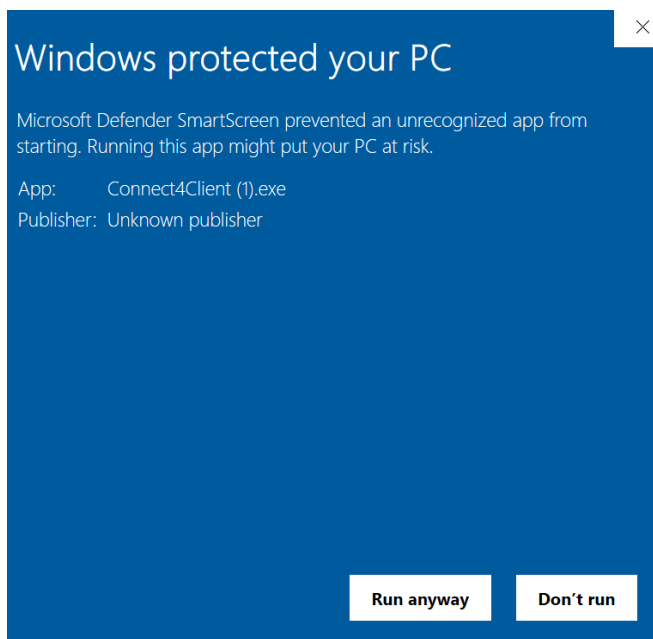 Windows protected your PC
Microsoft Defender SmartScreen prevented an unrecognized app from
starting. Running this app might put your PC at risk.
App: Connect4Client (1).exe
Publisher: Unknown publisher
Run anyway Don’t run